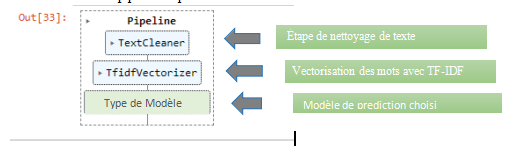 Out[33]:
Pipeline
TextCleaner
Etape de nettoyage de texte
TfidfVectorizer
Vectorisation des mots avec TF-IDF
Type de Modèle
Modèle de prediction choisi